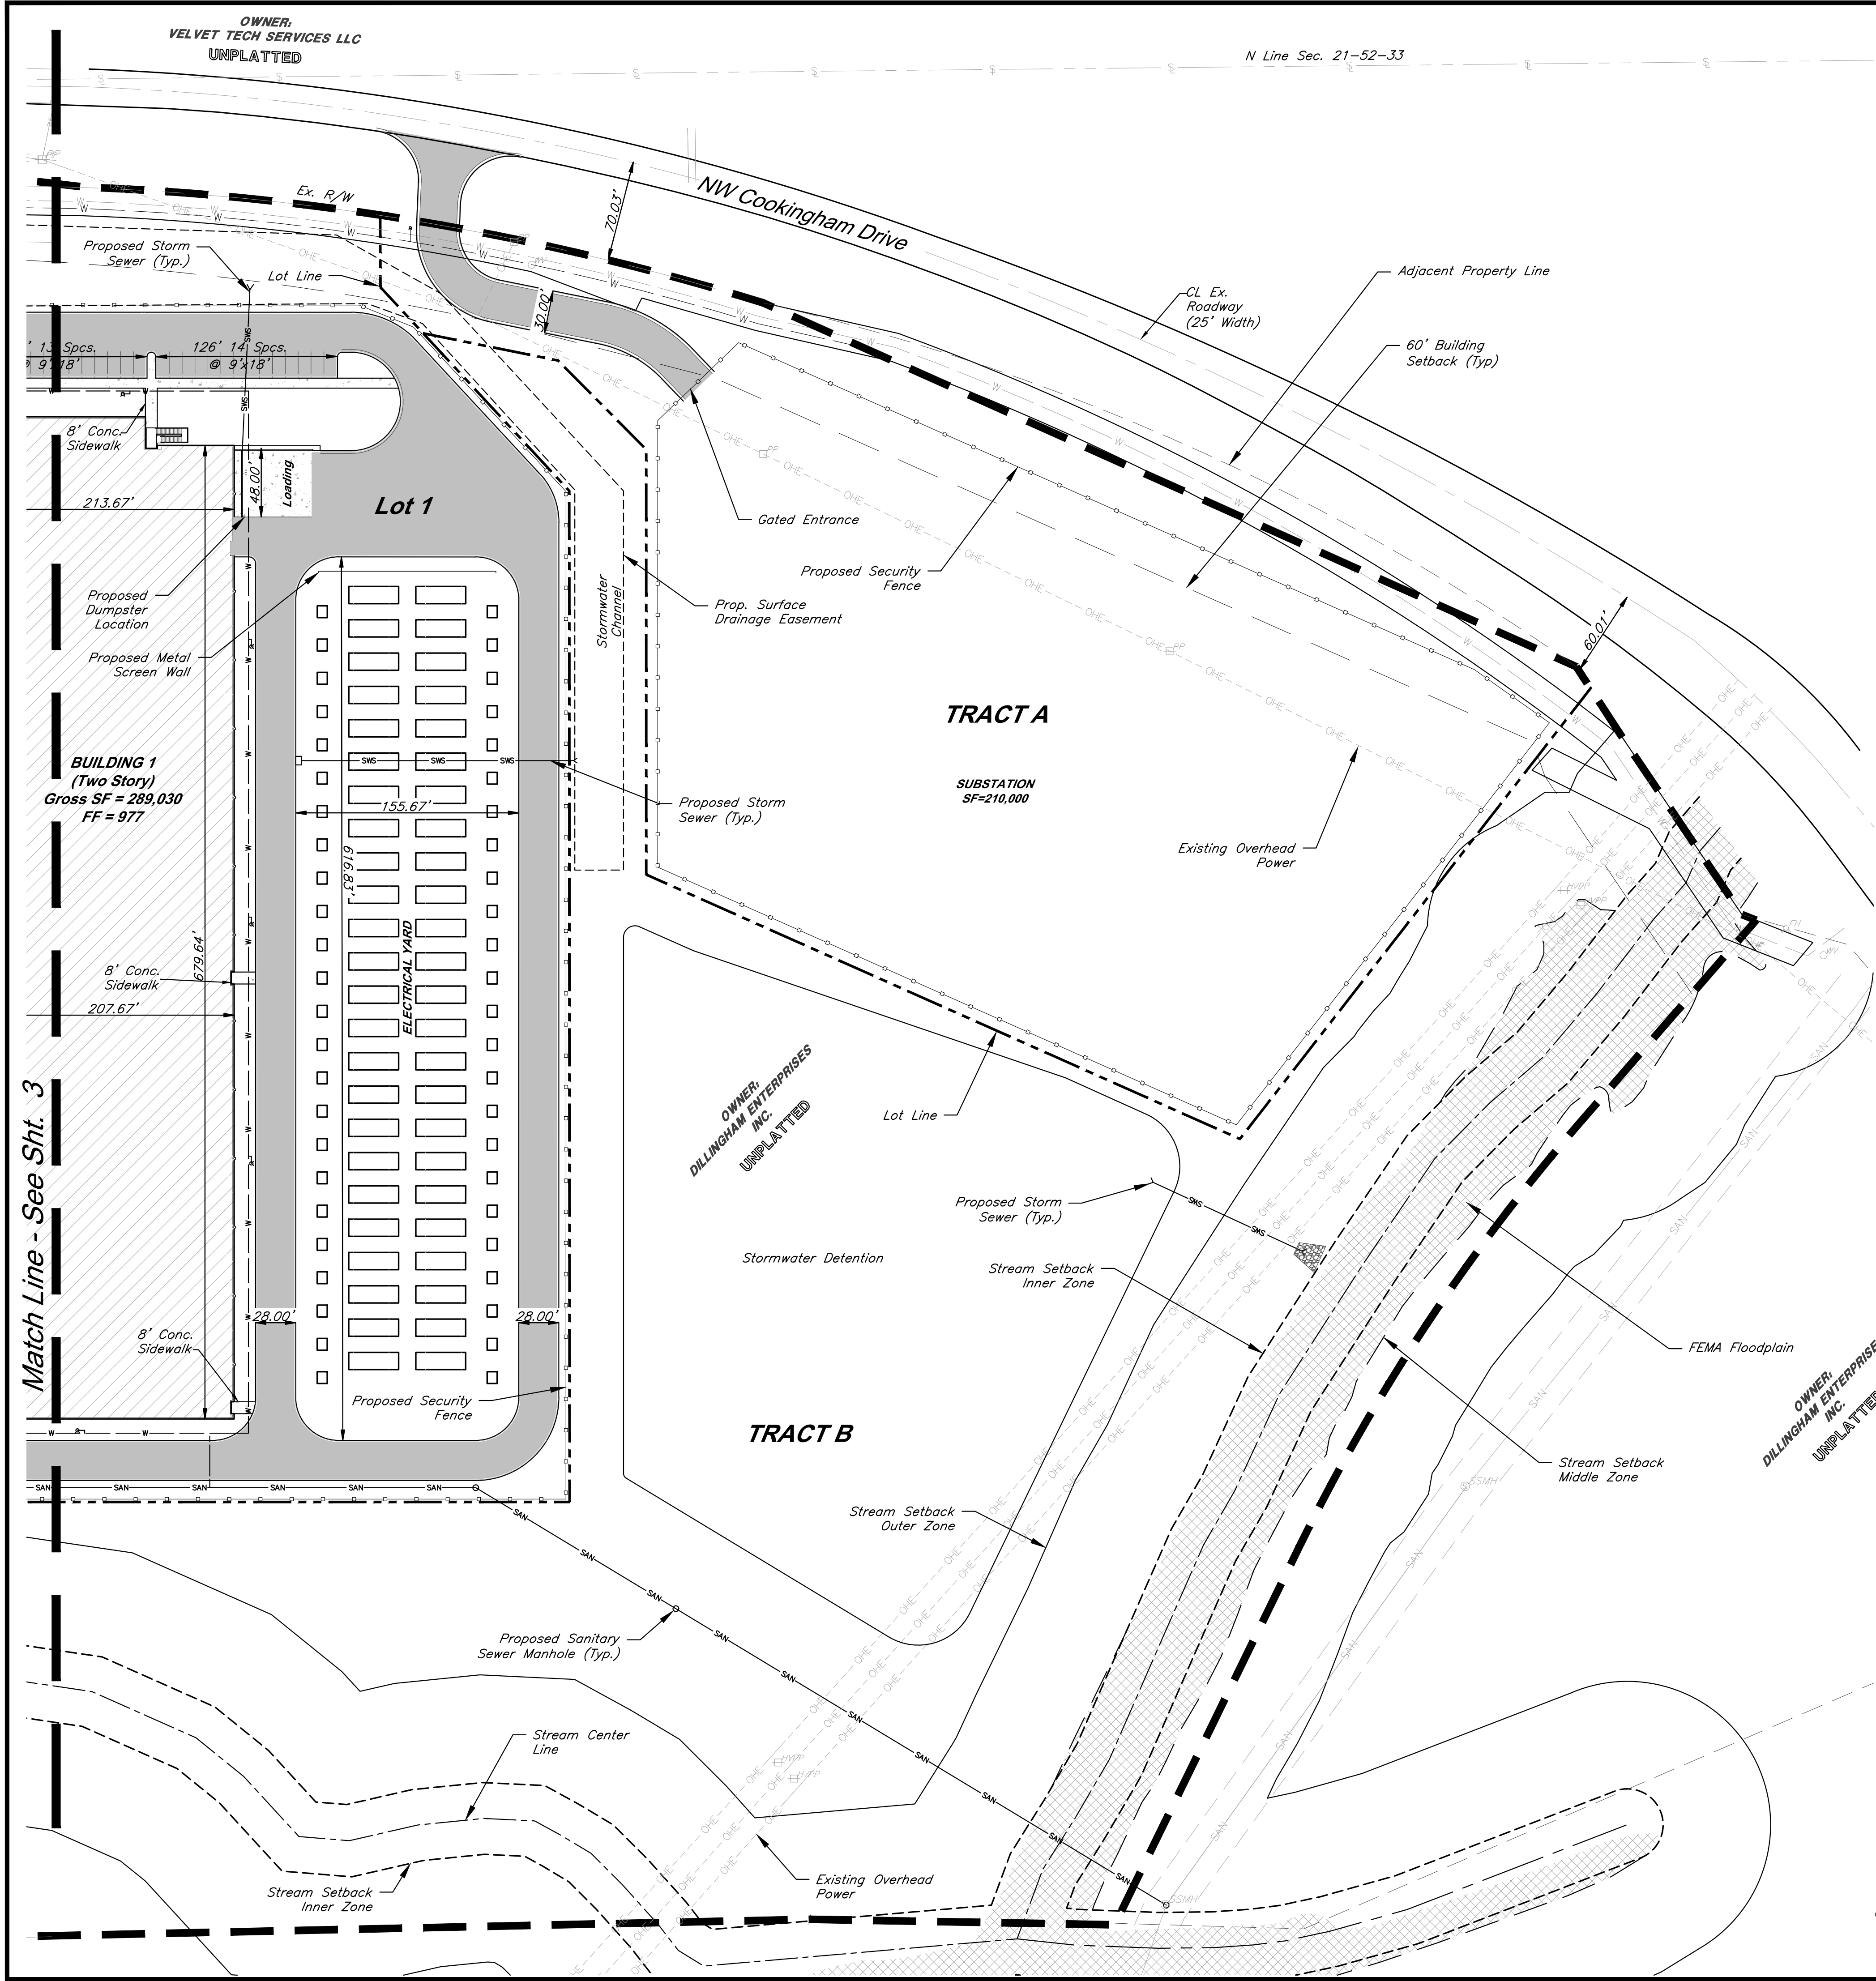 OWNER:
VELVET TECH SERVICES LLC
UNPLATTED
N Line Sec. 21-52-33
NW Cookingham Drive
Ex. R/W
70.03'
Proposed Storm
Sewer (Typ.)
Lot Line
30.00'
Adjacent Property Line
CL Ex.
Roadway
(25' Width)
60' Building
Setback (Typ)
' 13 Spcs.
@ 9'x18'
126' 14 Spcs.
@ 9'x18'
8' Conc.
Sidewalk
213.67'
48.00'
Loading
Lot 1
Gated Entrance
Proposed Security
Fence
Proposed
Dumpster
Location
Stormwater
Channel
Prop. Surface
Drainage Easement
60.01'
Proposed Metal
Screen Wall
TRACT A
SUBSTATION
SF=210,000
BUILDING 1
(Two Story)
Gross SF = 289,030
FF = 977
155.67'
616.83'
Proposed Storm
Sewer (Typ.)
Existing Overhead
Power
679.64'
ELECTRICAL YARD
8' Conc.
Sidewalk
207.67'
Match Line - See Sht. 3
OWNER:
DILLINGHAM ENTERPRISES
INC.
UNPLATTED
Lot Line
Proposed Storm
Sewer (Typ.)
Stormwater Detention
Stream Setback
Inner Zone
28.00'
28.00'
8' Conc.
Sidewalk
FEMA Floodplain
Proposed Security
Fence
TRACT B
OWNER:
DILLINGHAM ENTERPRISES
INC.
UNPLATTED
Stream Setback
Middle Zone
Stream Setback
Outer Zone
SSMH
Proposed Sanitary
Sewer Manhole (Typ.)
Stream Center
Line
HVPP
HVPP
Existing Overhead
Power
Stream Setback
Inner Zone
SSMH